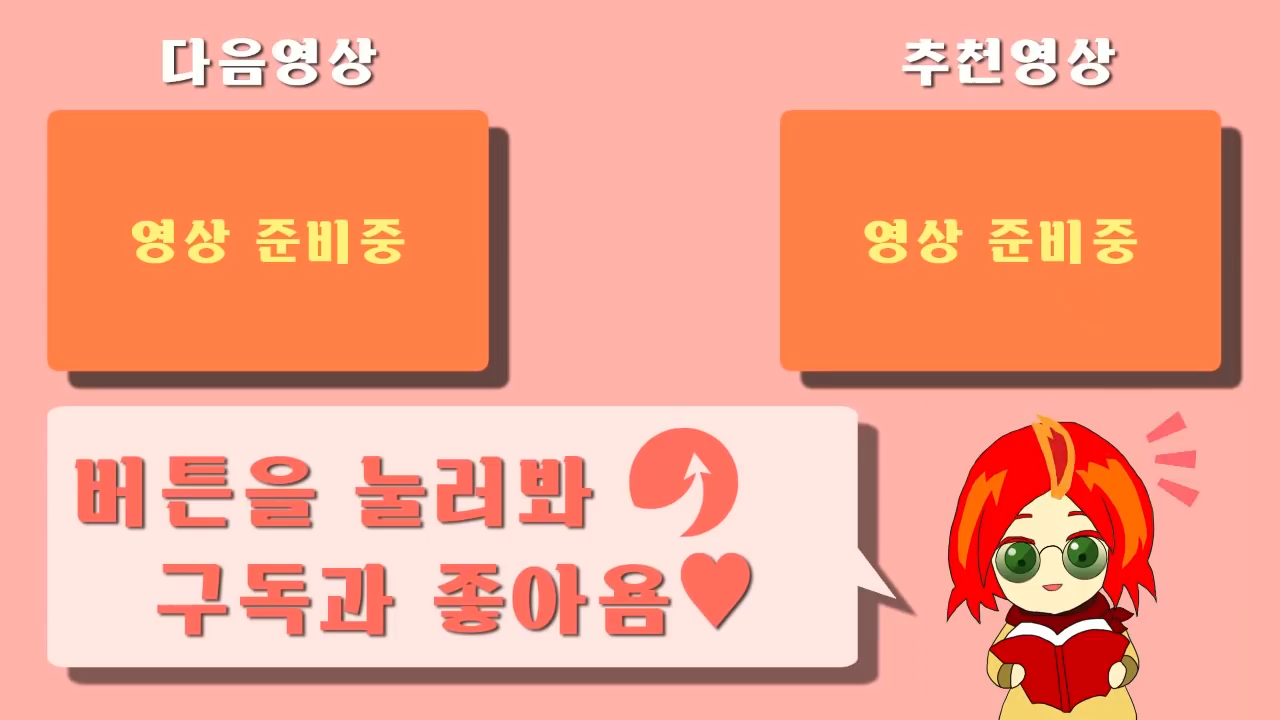 다음영상
추천영상
영상 준비중
영상 준비중
버튼을 눌러봐
구독과 좋아욤♥